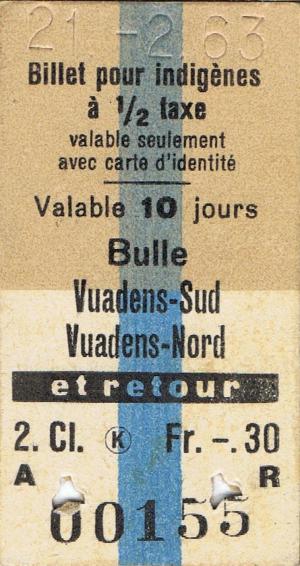 21 -2.63
Billet pour indigènes
à 1/2 taxe
valable seulement
avec carte d'identité
Valable 10 jours
Bulle
Vuadens-Sud
Vuadens-Nord
et retour
2. Cl. K Fr. -.30
A R
00155